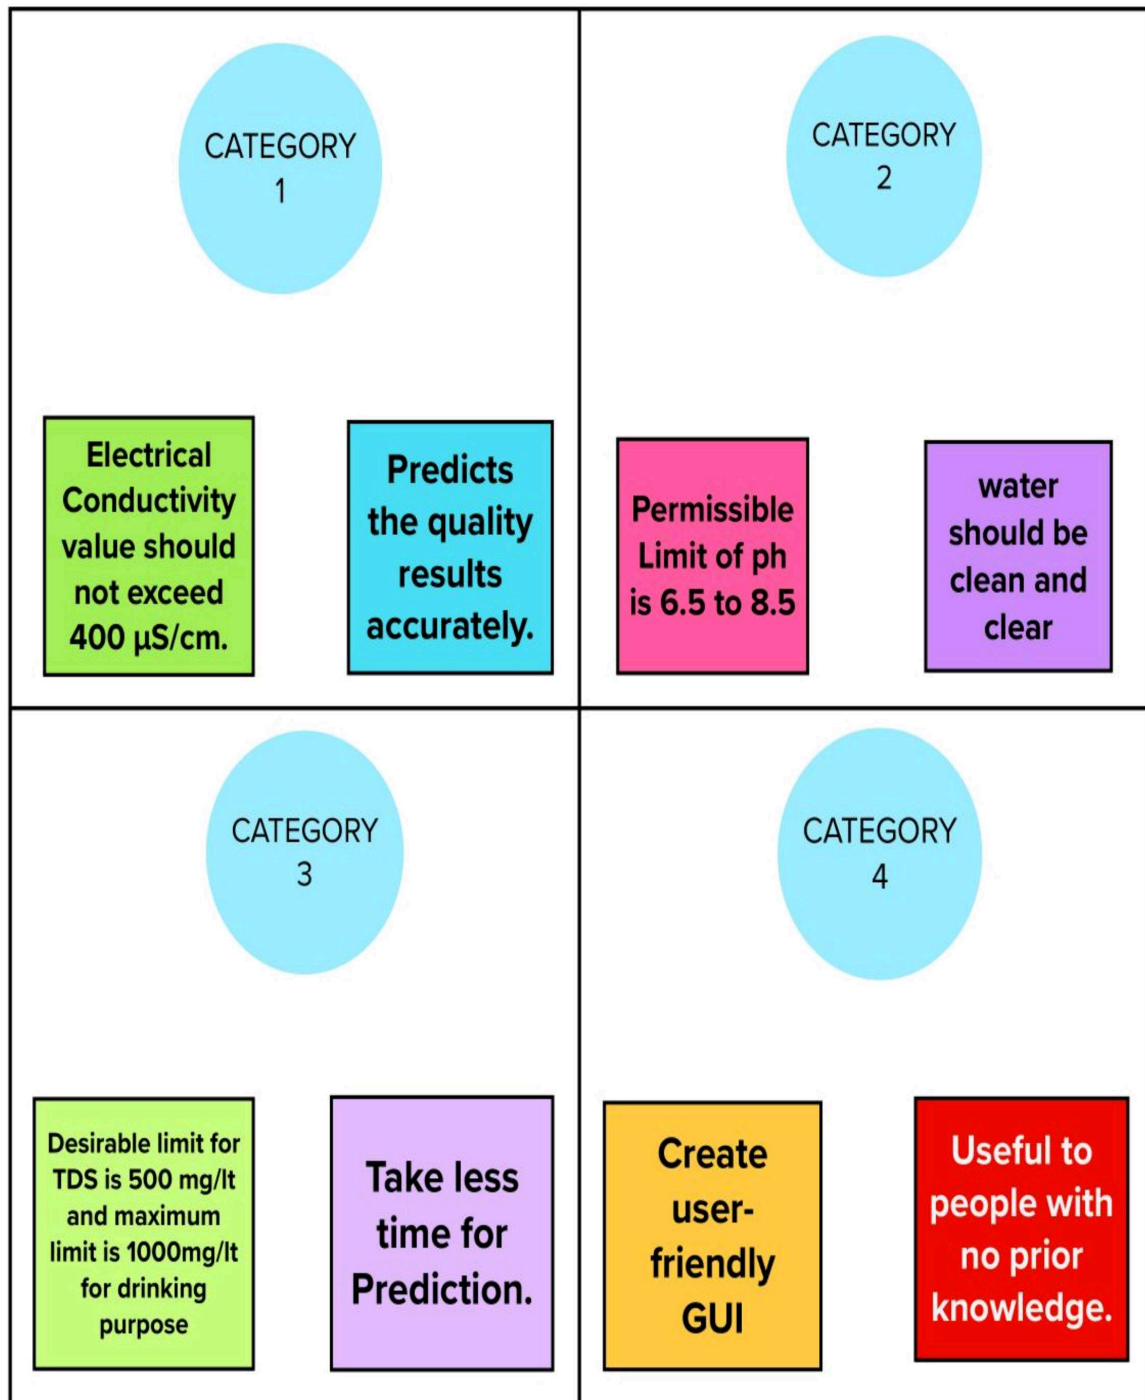 CATEGORY
1
Electrical
Conductivity
value should
not exceed
400 µS/cm.
Predicts
the quality
results
accurately.
CATEGORY
2
Permissible
Limit of ph
is 6.5 to 8.5
water
should be
clean and
clear
CATEGORY
3
Desirable limit for
TDS is 500 mg/lt
and maximum
limit is 1000mg/lt
for drinking
purpose
Take less
time for
Prediction.
CATEGORY
4
Create
user-
friendly
GUI
Useful to
people with
no prior
knowledge.